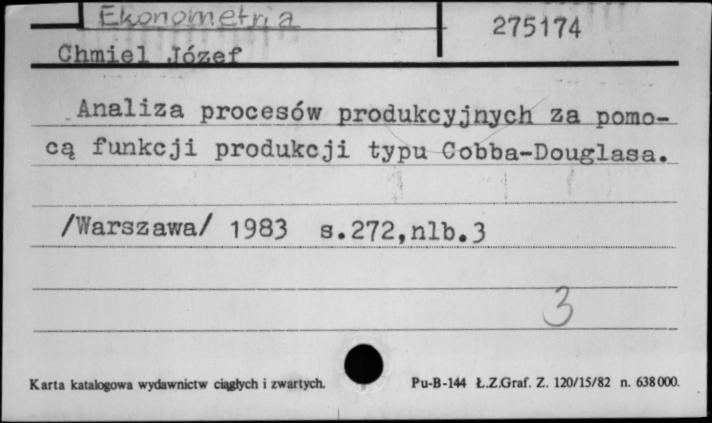 Ekonometria
275174
Chmiel Józef
Analiza procesów produkcyjnych za pomo-
cą funkcji produkcji typu Cobba-Douglasa.
/Warszawa/ 1983 s.272,nlb.3
3
Karta katalogowa wydawnictw ciągłych i zwartych. Pu-B-144 Ł.Z.Graf. Z. 120/15/82 n. 638000.